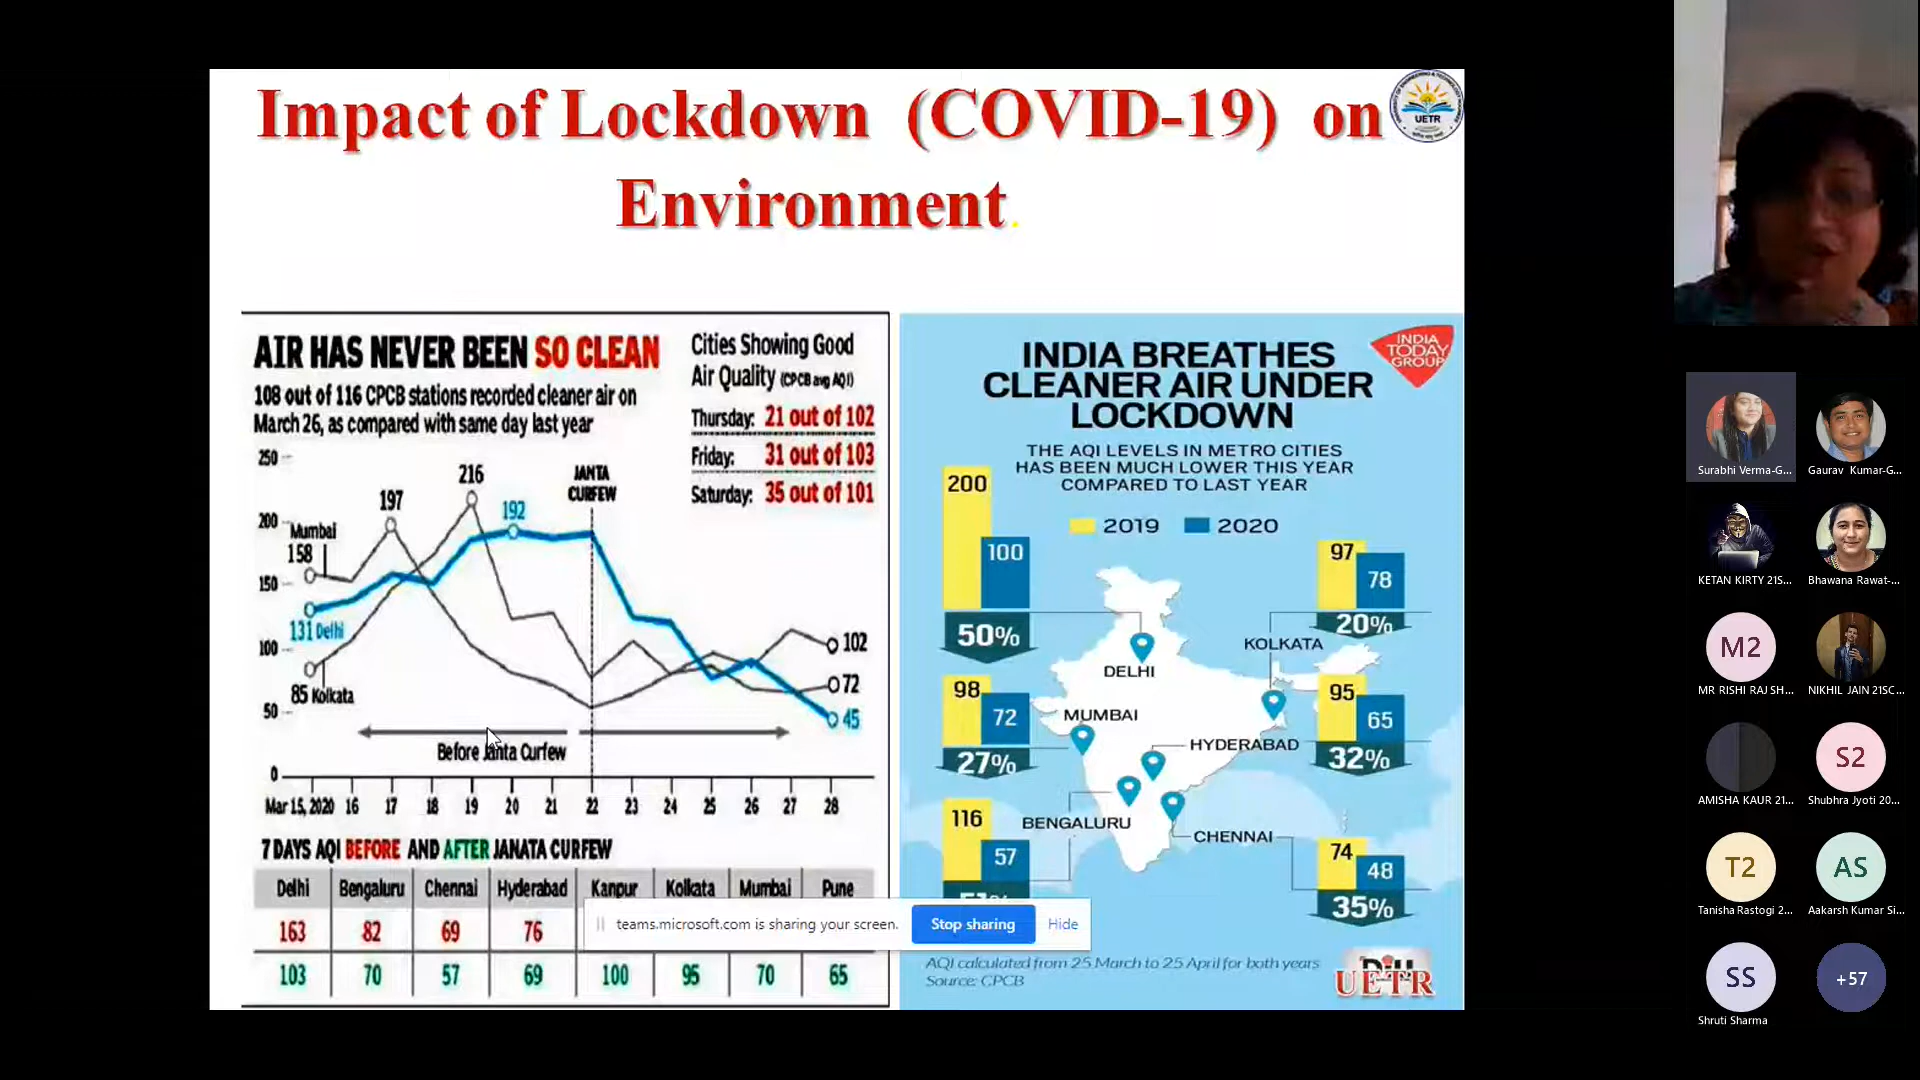 Impact of Lockdown (COVID-19) on
Environment.
UETR
AIR HAS NEVER BEEN SO CLEAN
108 out of 116 CPCB stations recorded cleaner air on
March 26, as compared with same day last year
Cities Showing Good
Air Quality (CPCB avg AQI)
Thursday: 21 out of 102
Friday: 31 out of 103
Saturday: 35 out of 101
250
200
150
100
50
0
Mumbai
158
197
216
192
JANTA
CURFEW
131 Delhi
85 Kolkata
102
72
45
Before Janta Curfew
Mar 15, 2020 16 17 18 19 20 21 22 23 24 25 26 27 28
7 DAYS AQI BEFORE AND AFTER JANATA CURFEW
Delhi Bengaluru Chennai Hyderabad Kanpur Kolkata Mumbai Pune
163 82 69 76
103 70 57 69 100 95 70 65
INDIA
TODAY
GROUP
INDIA BREATHES
CLEANER AIR UNDER
LOCKDOWN
THE AQI LEVELS IN METRO CITIES
HAS BEEN MUCH LOWER THIS YEAR
COMPARED TO LAST YEAR
2019 2020
200
100
50%
DELHI
97
78
20%
KOLKATA
98
72
27%
MUMBAI
95
65
32%
HYDERABAD
116
57
BENGALURU
74
48
35%
CHENNAI
AQI calculated from 25 March to 25 April for both years
Source: CPCB
UETR
teams.microsoft.com is sharing your screen.
Stop sharing
Hide
Surabhi Verma-G...
Gaurav Kumar-G...
KETAN KIRTY 21S...
Bhawana Rawat-...
M2
MR RISHI RAJ SH...
NIKHIL JAIN 21SC...
AMISHA KAUR 21...
S2
Shubhra Jyoti 20...
T2
Tanisha Rastogi 2...
AS
Aakarsh Kumar Si...
SS
Shruti Sharma
+57